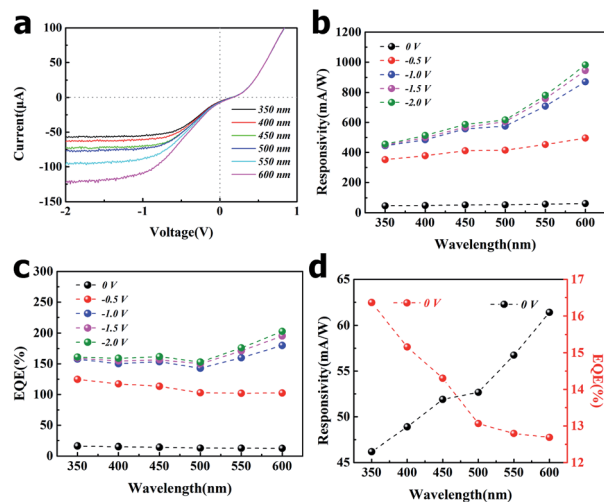 a
100
50
0
-50
-100
-150
Current(μA)
350 nm
400 nm
450 nm
500 nm
550 nm
600 nm
-2
-1
0
1
Voltage(V)
b
1200
1000
800
600
400
200
0
Responsivity(mA/W)
0 V
-0.5 V
-1.0 V
-1.5 V
-2.0 V
350 400 450 500 550 600
Wavelength(nm)
c
300
250
200
150
100
50
0
EQE(%)
0 V
-0.5 V
-1.0 V
-1.5 V
-2.0 V
350 400 450 500 550 600
Wavelength(nm)
d
65
60
55
50
45
Responsivity(mA/W)
0 V
0 V
17
16
15
14
13
12
EQE(%)
350 400 450 500 550 600
Wavelength(nm)